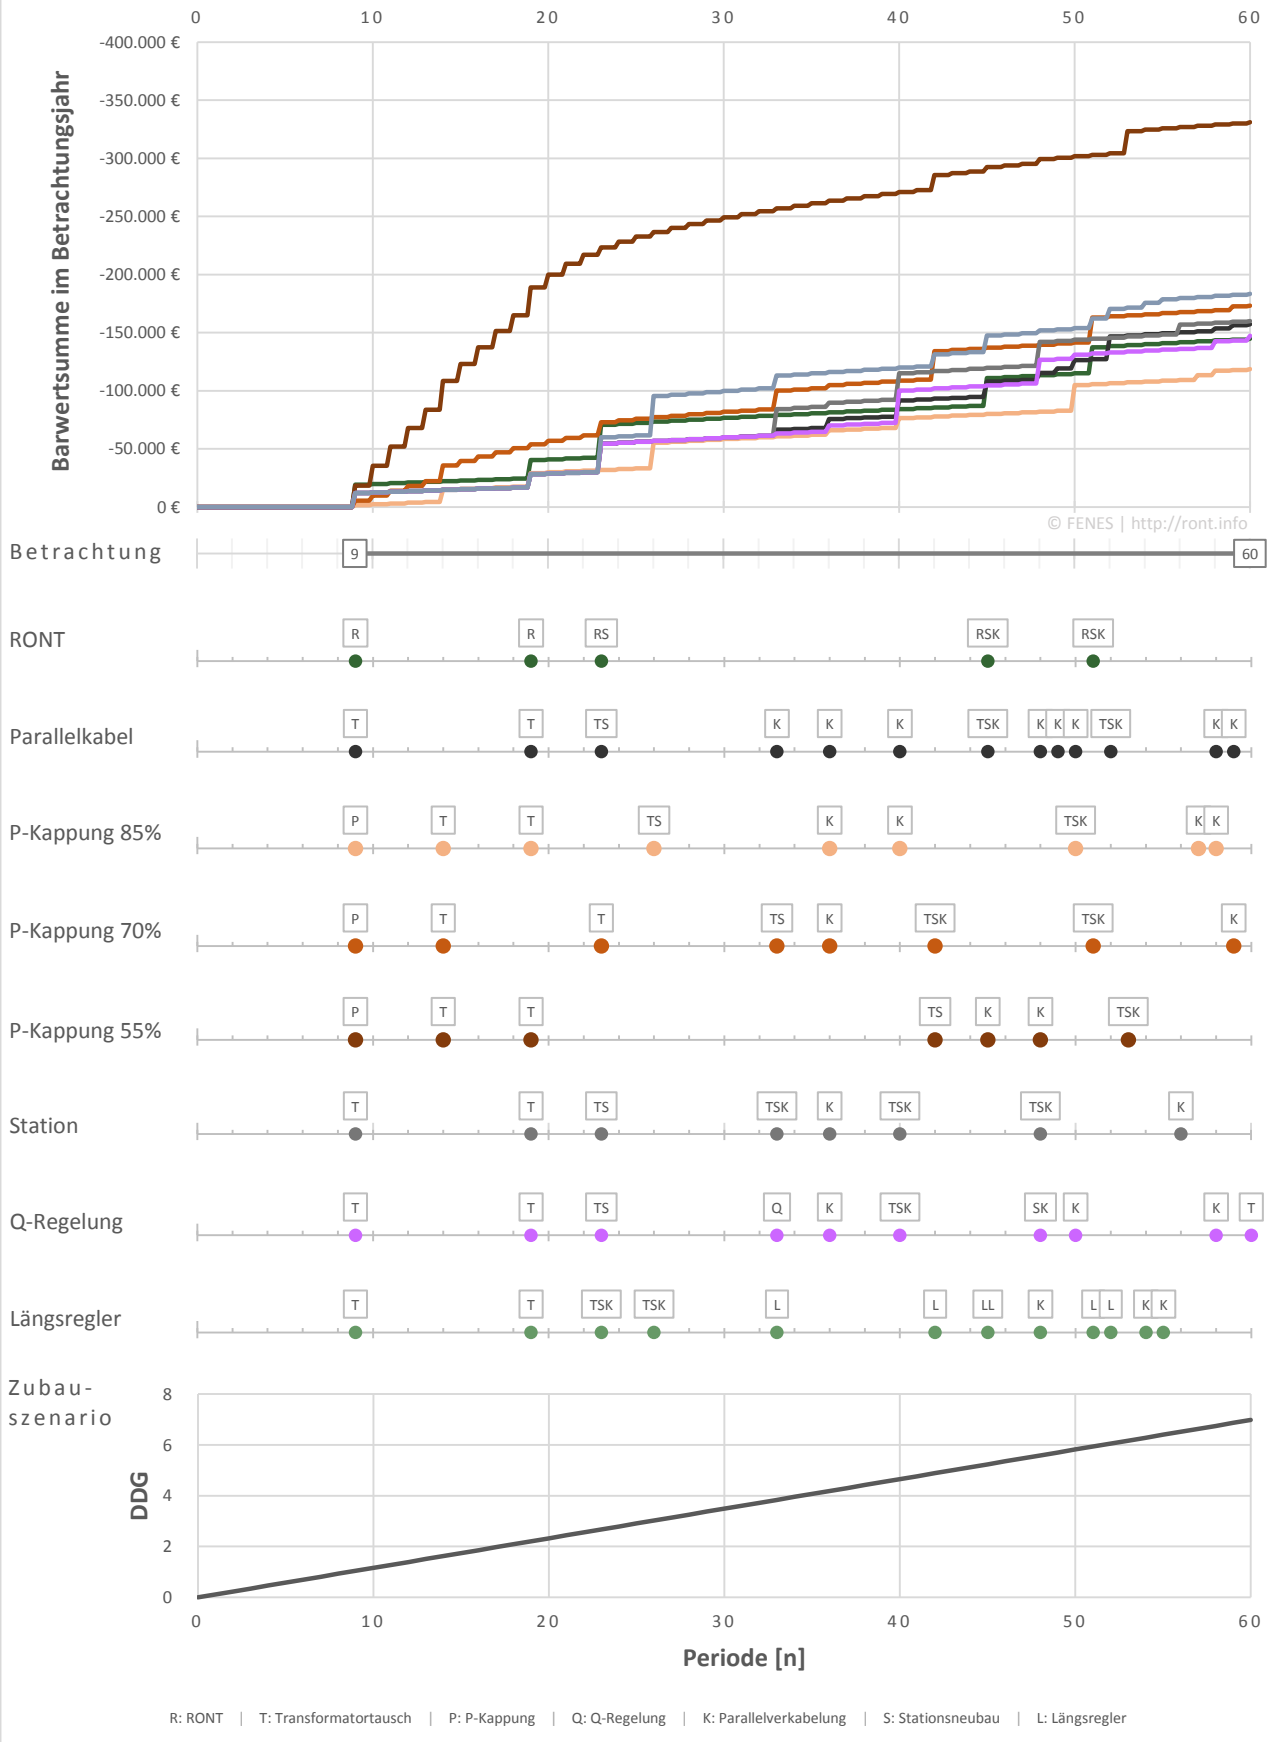 0 10 20 30 40 50 60
-400.000 €
-350.000 €
-300.000 €
-250.000 €
-200.000 €
-150.000 €
-100.000 €
-50.000 €
0 €
Barwertsumme im Betrachtungsjahr
© FENES | http://ront.info
Betrachtung 9 60
RONT R R RS RSK RSK
Parallelkabel T T TS K K K TSK K K K TSK K K
P-Kappung 85% P T T TS K K TSK K K
P-Kappung 70% P T T TS K TSK TSK K
P-Kappung 55% P T T TS K K TSK
Station T T TS TSK K TSK TSK K
Q-Regelung T T TS Q K TSK SK K K T
Längsregler T T TSK TSK L L LL K L L K K
Zubau-
szenario
DDG
8
6
4
2
0
0 10 20 30 40 50 60
Periode [n]
R: RONT | T: Transformatortausch | P: P-Kappung | Q: Q-Regelung | K: Parallelverkabelung | S: Stationsneubau | L: Längsregler